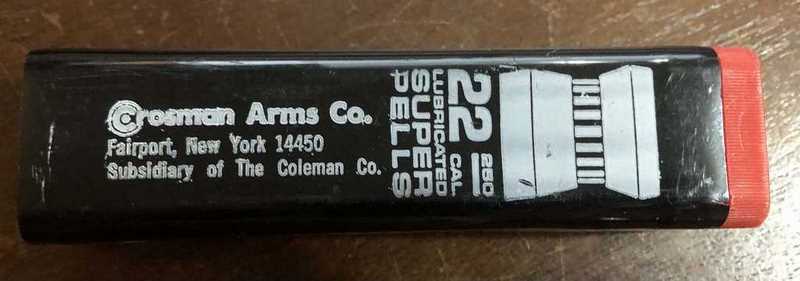 Crosman Arms Co.
Fairport, New York 14450
Subsidiary of The Coleman Co.
250
22 CAL
LUBRICATED
SUPER
PELLS